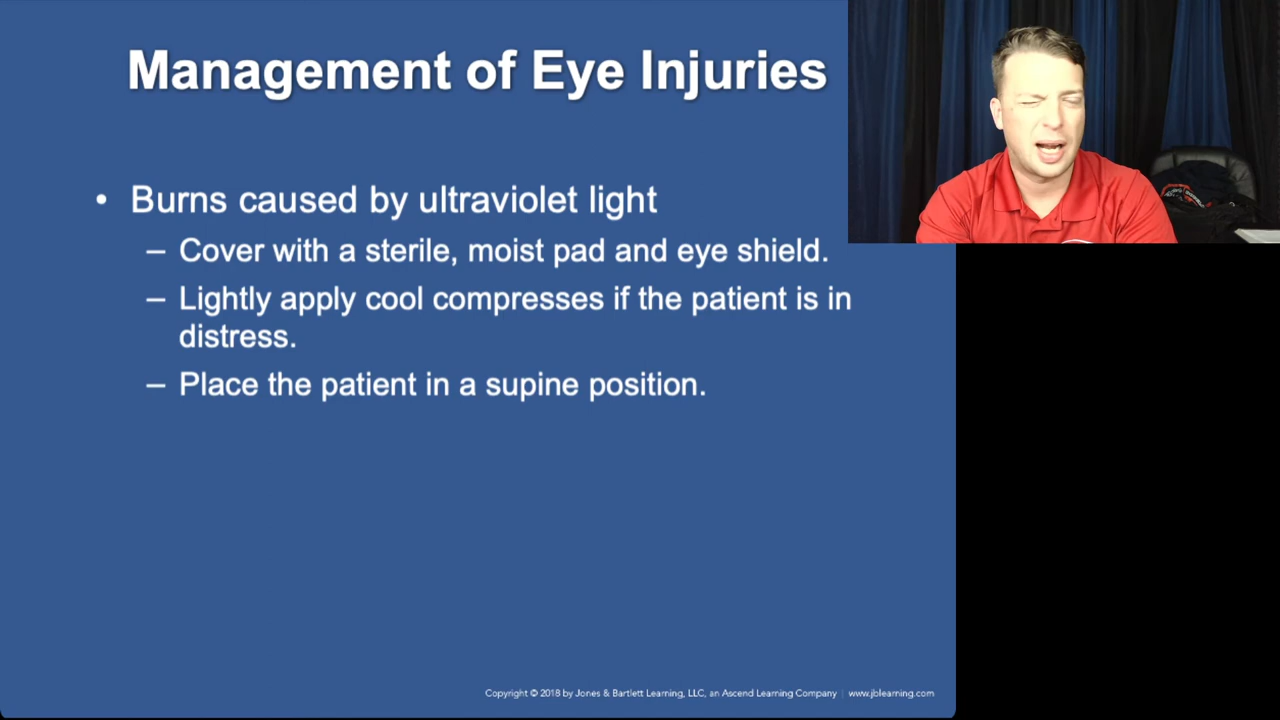 Management of Eye Injuries
• Burns caused by ultraviolet light
– Cover with a sterile, moist pad and eye shield.
– Lightly apply cool compresses if the patient is in
distress.
– Place the patient in a supine position.
Copyright © 2018 by Jones & Bartlett Learning, LLC, an Ascend Learning Company | www.jblearning.com